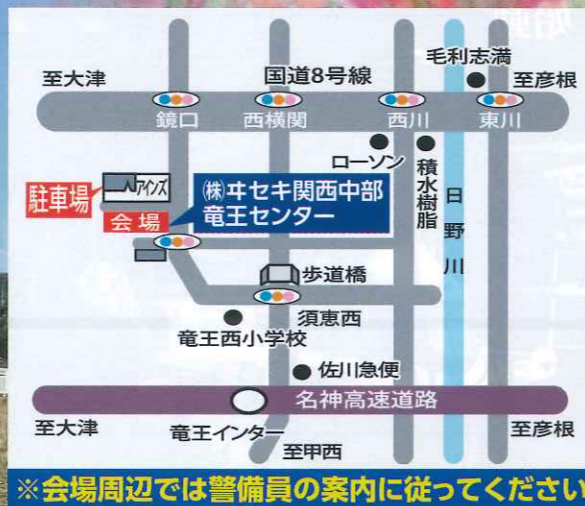 毛利志満
至大津
国道8号線
至彦根
鏡口
西横関
西川
東川
ローソン
積水樹脂
日野川
アインズ
駐車場
会場
㈱ヰセキ関西中部
竜王センター
歩道橋
須恵西
竜王西小学校
佐川急便
名神高速道路
至大津
竜王インター
至甲西
至彦根
※会場周辺では警備員の案内に従ってください